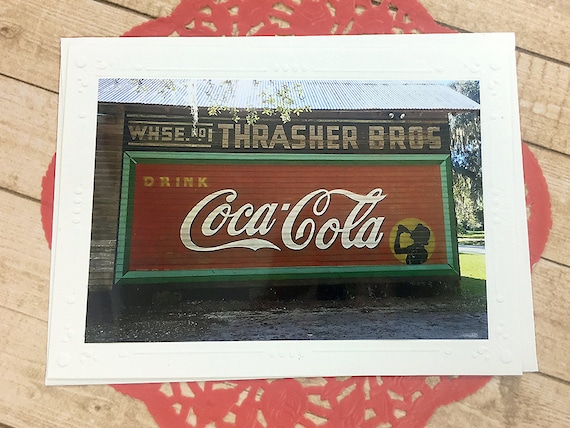 WHSE. NO 1 THRASHER BROS
DRINK
Coca-Cola